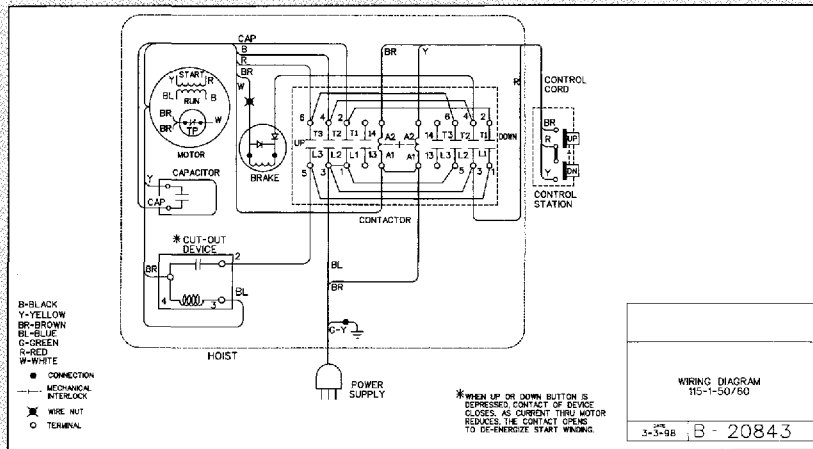 CAP
B
R
BR
W
BR
Y
R
CONTROL
CORD
Y
START
R
BL
RUN
B
BR
BR
TP
W
MOTOR
BRAKE
6
4
2
T3
T2
T1
14
A2
A2
14
T3
T2
T1
6
4
2
UP
DOWN
L3
L2
L1
13
A1
A1
13
L3
L2
L1
5
3
1
5
3
1
CONTACTOR
BR
R
Y
UP
DN
CONTROL
STATION
CAPACITOR
Y
CAP
* CUT-OUT
DEVICE
2
BR
BL
4
3
BL
BR
G-Y
HOIST
POWER
SUPPLY
B-BLACK
Y-YELLOW
BR-BROWN
BL-BLUE
G-GREEN
R-RED
W-WHITE
CONNECTION
MECHANICAL
INTERLOCK
WIRE NUT
TERMINAL
* WHEN UP OR DOWN BUTTON IS
DEPRESSED, CONTACT OF DEVICE
CLOSES. AS CURRENT THRU MOTOR
REDUCES, THE CONTACT OPENS
TO DE-ENERGIZE START WINDING.
WIRING DIAGRAM
115-1-50/60
DATE
3-3-98
B - 20843